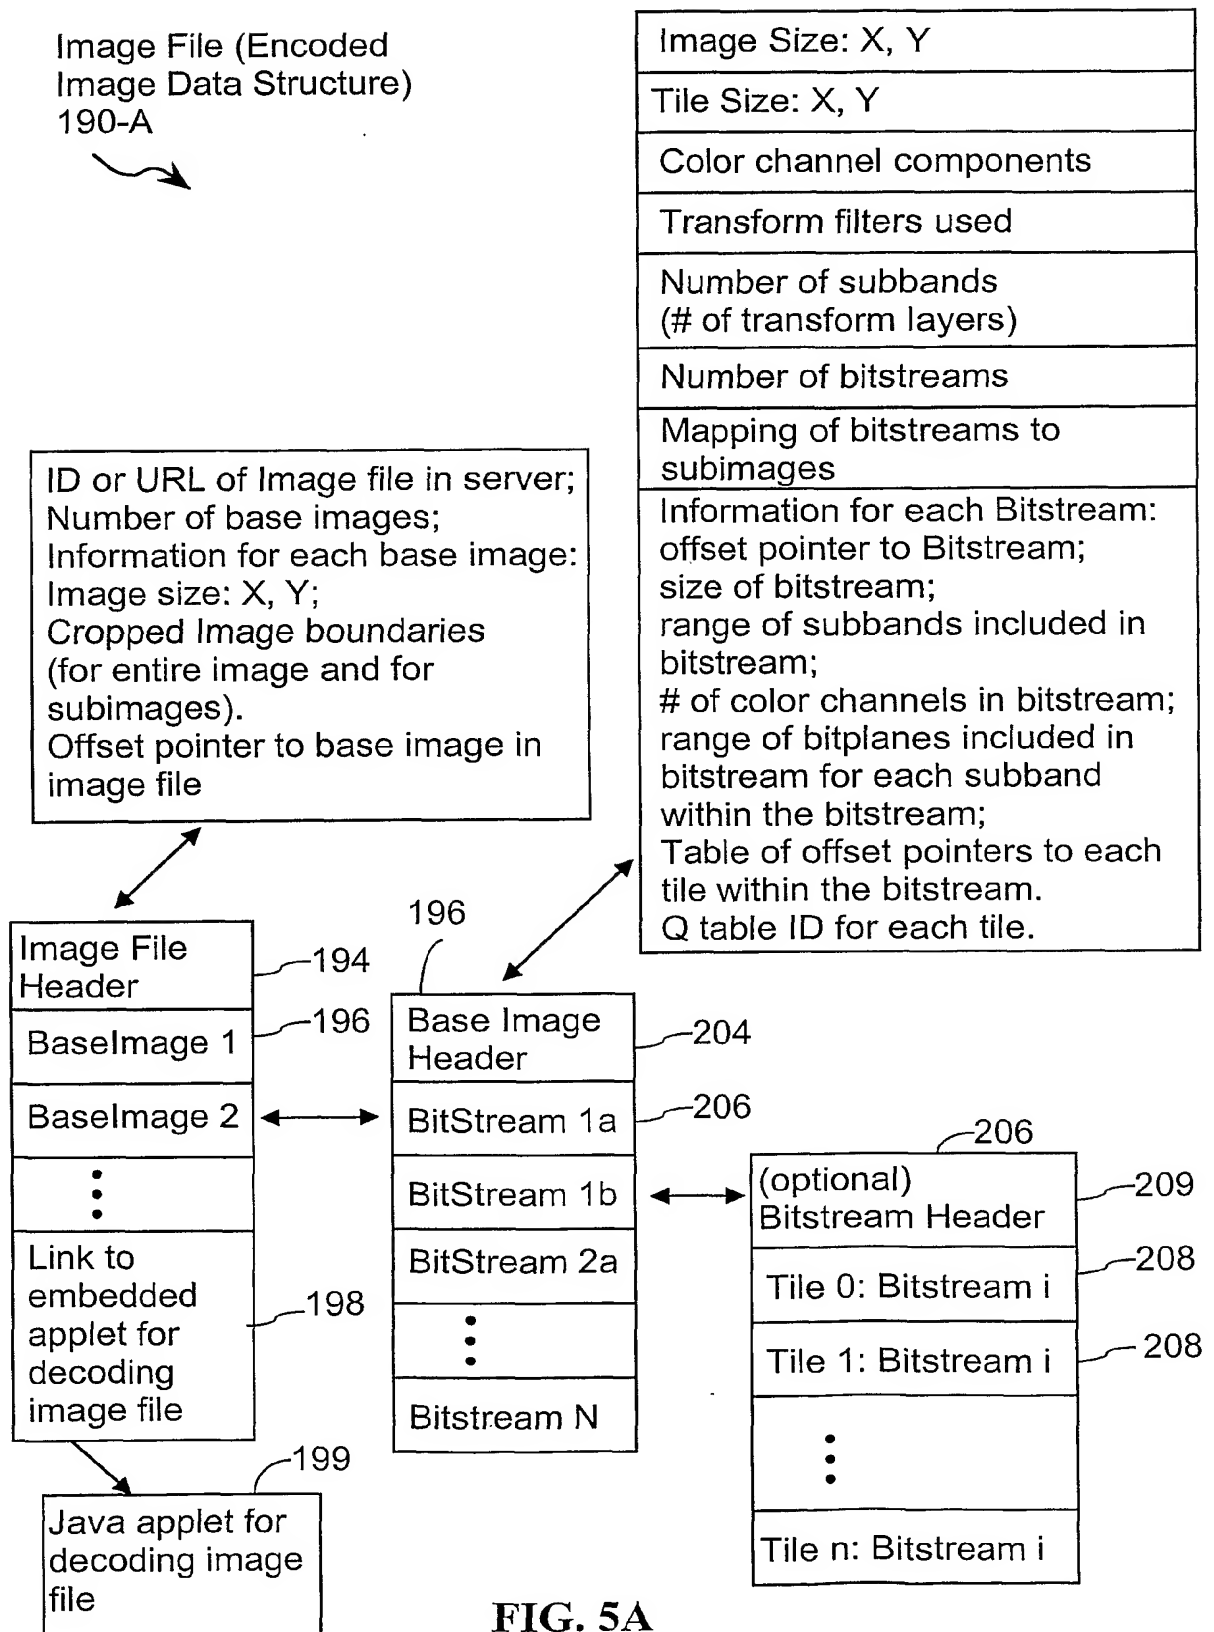 Image File (Encoded
Image Data Structure)
190-A
Image Size: X, Y
Tile Size: X, Y
Color channel components
Transform filters used
Number of subbands
(# of transform layers)
Number of bitstreams
Mapping of bitstreams to
subimages
Information for each Bitstream:
offset pointer to Bitstream;
size of bitstream;
range of subbands included in
bitstream;
# of color channels in bitstream;
range of bitplanes included in
bitstream for each subband
within the bitstream;
Table of offset pointers to each
tile within the bitstream.
Q table ID for each tile.
ID or URL of Image file in server;
Number of base images;
Information for each base image:
Image size: X, Y;
Cropped Image boundaries
(for entire image and for
subimages).
Offset pointer to base image in
image file
Image File
Header
194
BaseImage 1
196
BaseImage 2
Link to
embedded
applet for
decoding
image file
198
199
Java applet for
decoding image
file
196
Base Image
Header
204
BitStream 1a
206
BitStream 1b
BitStream 2a
Bitstream N
206
(optional)
Bitstream Header
209
Tile 0: Bitstream i
208
Tile 1: Bitstream i
208
Tile n: Bitstream i
FIG. 5A